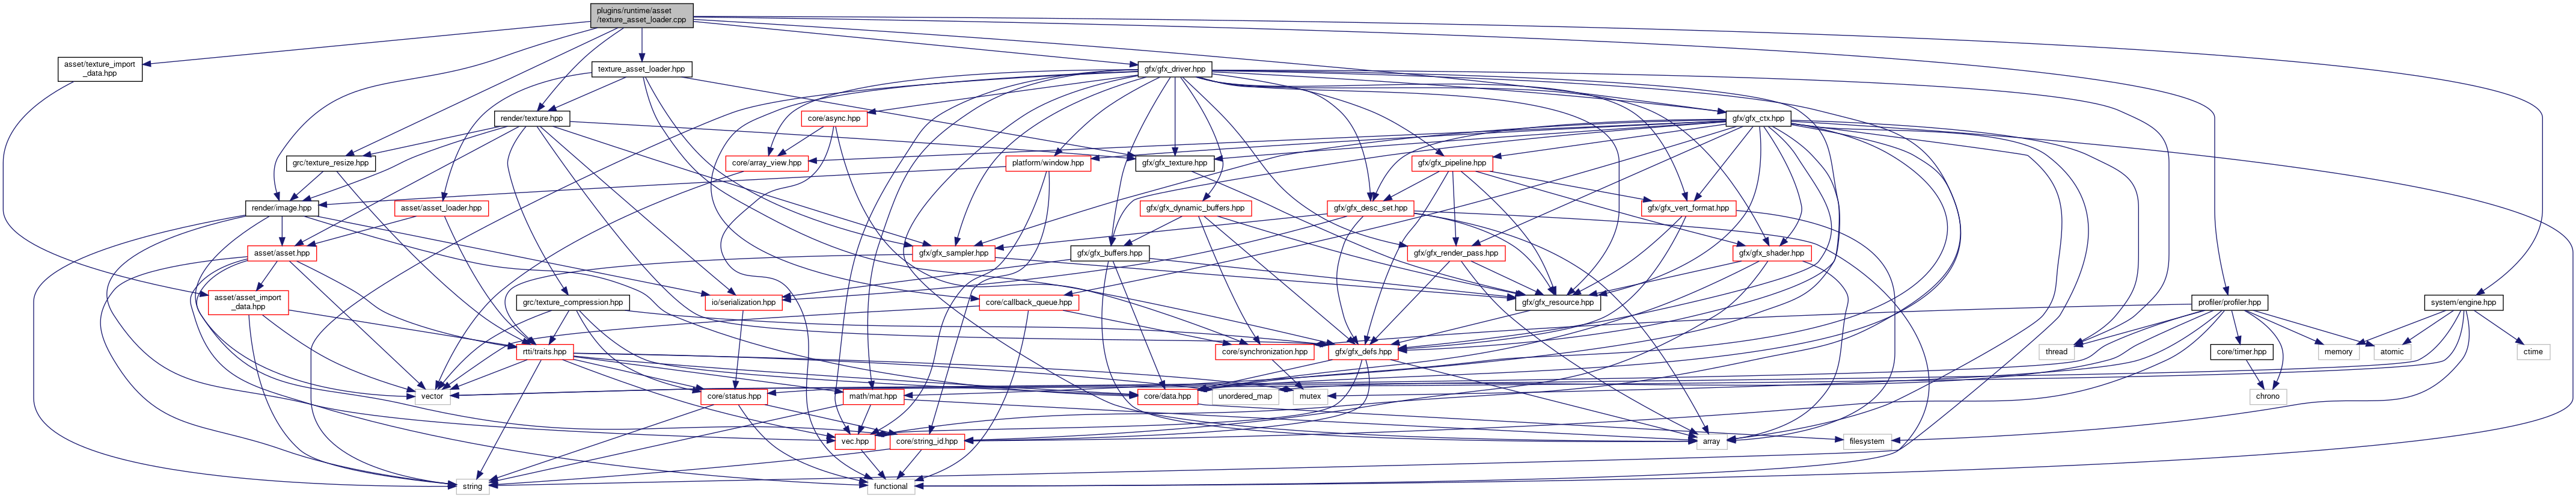 plugins/runtime/asset
/texture_asset_loader.cpp
asset/texture_import
_data.hpp
texture_asset_loader.hpp
gfx/gfx_driver.hpp
render/texture.hpp
core/async.hpp
gfx/gfx_ctx.hpp
grc/texture_resize.hpp
core/array_view.hpp
platform/window.hpp
gfx/gfx_texture.hpp
gfx/gfx_pipeline.hpp
render/image.hpp
asset/asset_loader.hpp
gfx/gfx_dynamic_buffers.hpp
gfx/gfx_desc_set.hpp
gfx/gfx_vert_format.hpp
asset/asset.hpp
gfx/gfx_sampler.hpp
gfx/gfx_buffers.hpp
gfx/gfx_render_pass.hpp
gfx/gfx_shader.hpp
asset/asset_import
_data.hpp
grc/texture_compression.hpp
io/serialization.hpp
core/callback_queue.hpp
gfx/gfx_resource.hpp
profiler/profiler.hpp
system/engine.hpp
rtti/traits.hpp
core/synchronization.hpp
gfx/gfx_defs.hpp
thread
core/timer.hpp
memory
atomic
ctime
vector
core/status.hpp
math/mat.hpp
core/data.hpp
unordered_map
mutex
chrono
vec.hpp
core/string_id.hpp
array
filesystem
string
functional